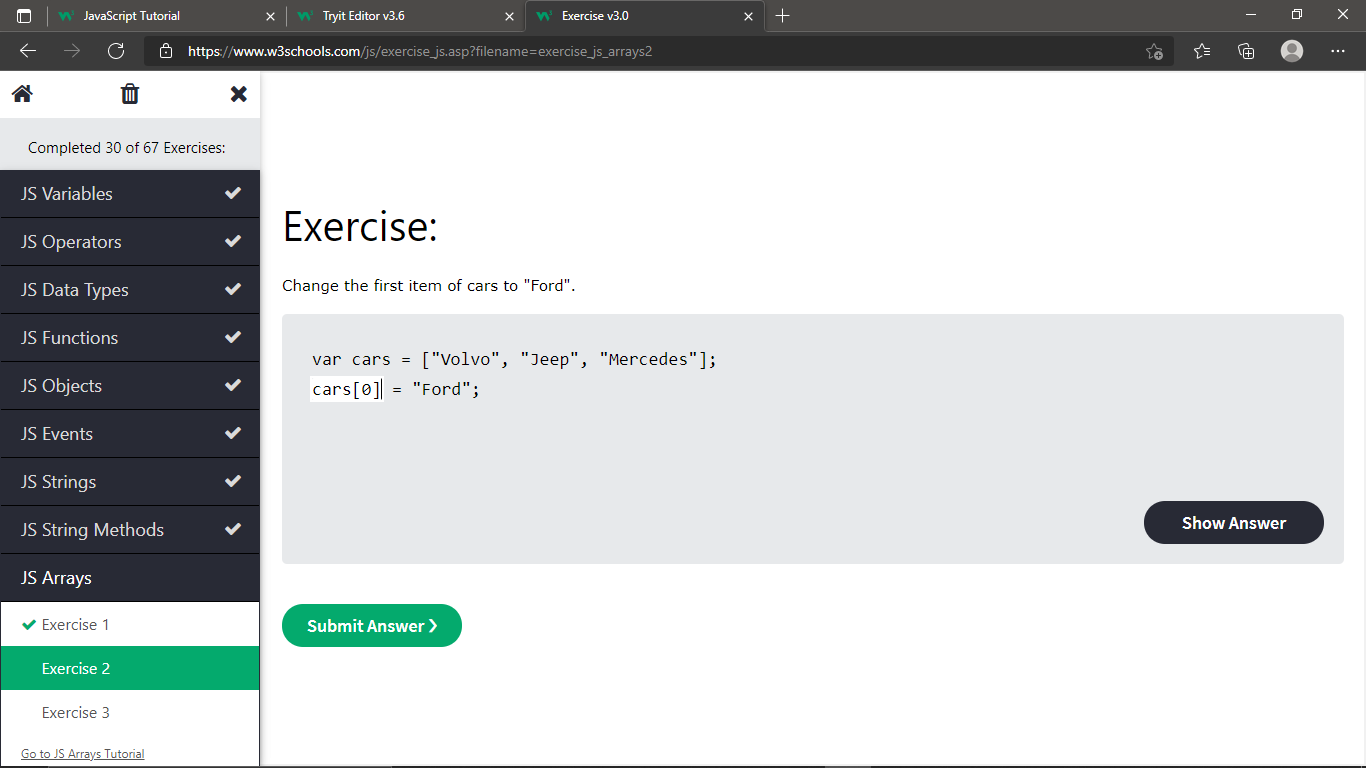 JavaScript Tutorial
Tryit Editor v3.6
Exercise v3.0
https://www.w3schools.com/js/exercise_js.asp?filename=exercise_js_arrays2
Completed 30 of 67 Exercises:
JS Variables
JS Operators
JS Data Types
JS Functions
JS Objects
JS Events
JS Strings
JS String Methods
JS Arrays
Exercise 1
Exercise 2
Exercise 3
Go to JS Arrays Tutorial
Exercise:
Change the first item of cars to "Ford".
var cars = ["Volvo", "Jeep", "Mercedes"];
cars[0] = "Ford";
Show Answer
Submit Answer ❯